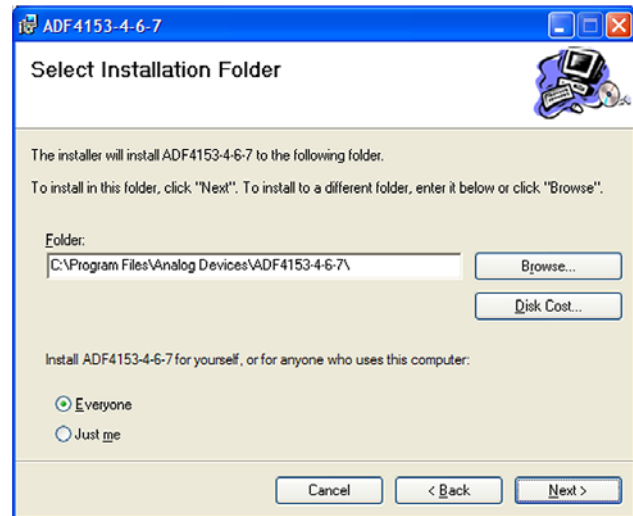 ADF4153-4-6-7
Select Installation Folder
The installer will install ADF4153-4-6-7 to the following folder.
To install in this folder, click "Next". To install to a different folder, enter it below or click "Browse".
Folder:
C:\Program Files\Analog Devices\ADF4153-4-6-7\
Browse...
Disk Cost...
Install ADF4153-4-6-7 for yourself, or for anyone who uses this computer:
Everyone
Just me
Cancel
< Back
Next >